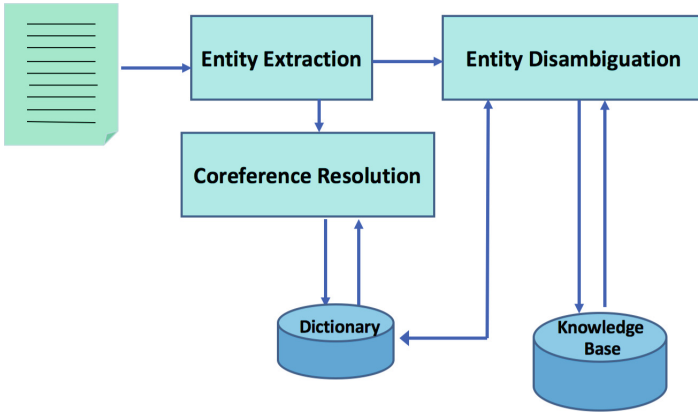 Entity Extraction
Entity Disambiguation
Coreference Resolution
Dictionary
Knowledge
Base